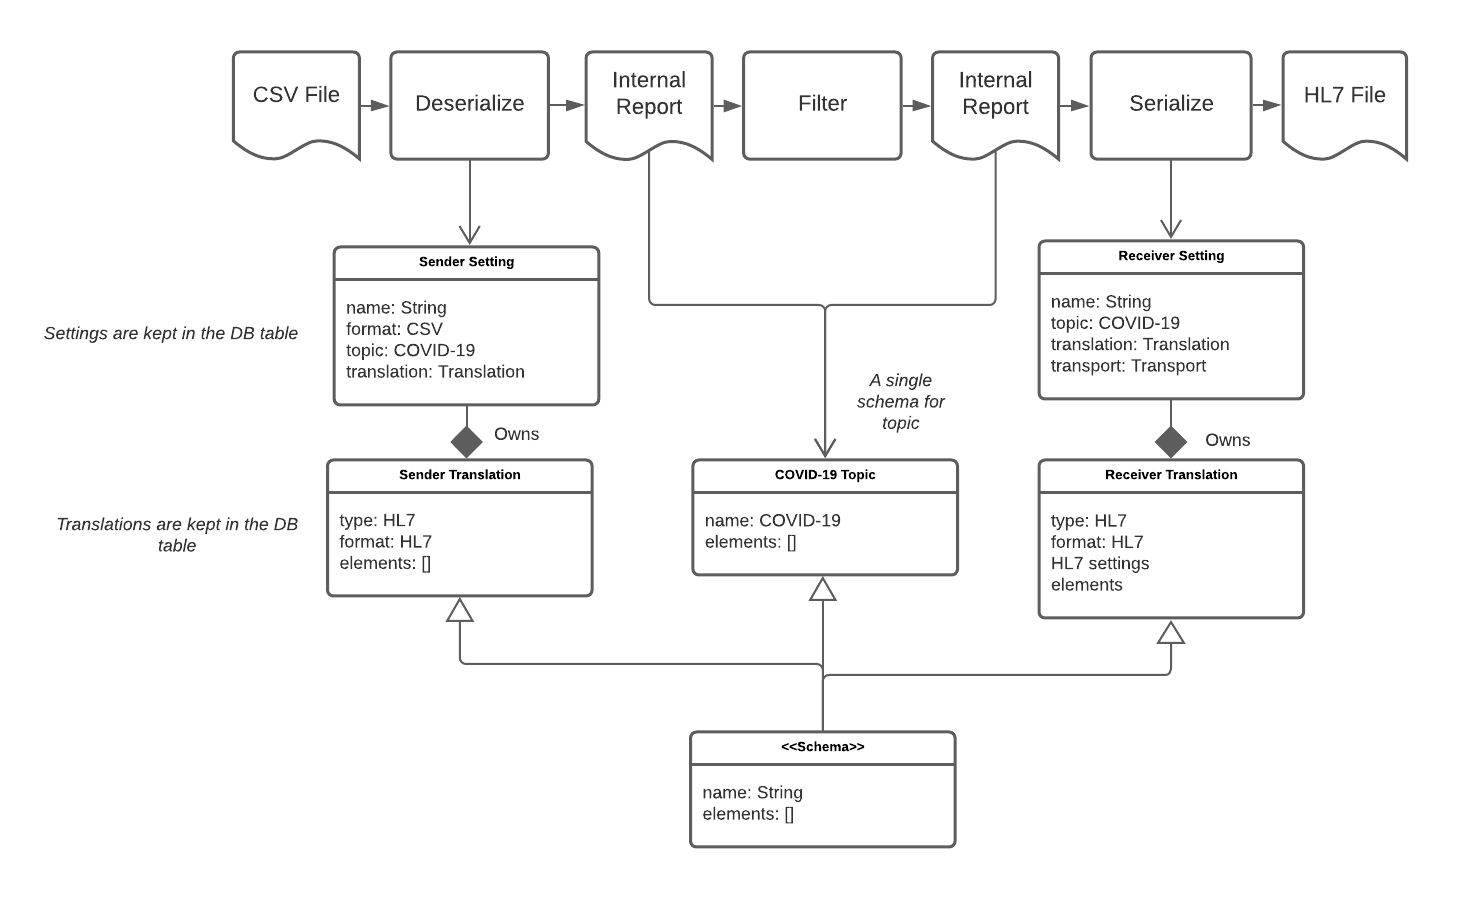 CSV File
Deserialize
Internal
Report
Filter
Internal
Report
Serialize
HL7 File
Sender Setting
name: String
format: CSV
topic: COVID-19
translation: Translation
Receiver Setting
name: String
topic: COVID-19
translation: Translation
transport: Transport
Settings are kept in the DB table
A single
schema for
topic
Owns
Owns
Sender Translation
type: HL7
format: HL7
elements: []
COVID-19 Topic
name: COVID-19
elements: []
Receiver Translation
type: HL7
format: HL7
HL7 settings
elements
Translations are kept in the DB
table
<<Schema>>
name: String
elements: []